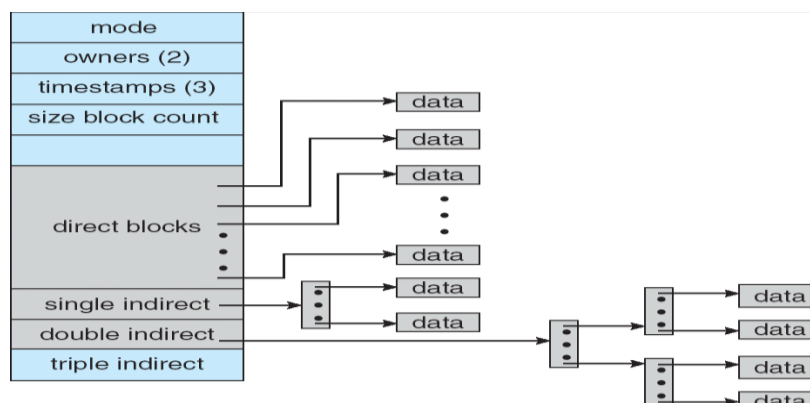 mode
owners (2)
timestamps (3)
size block count
direct blocks
single indirect
double indirect
triple indirect
data
data
data
data
data
data
data
data
data
data